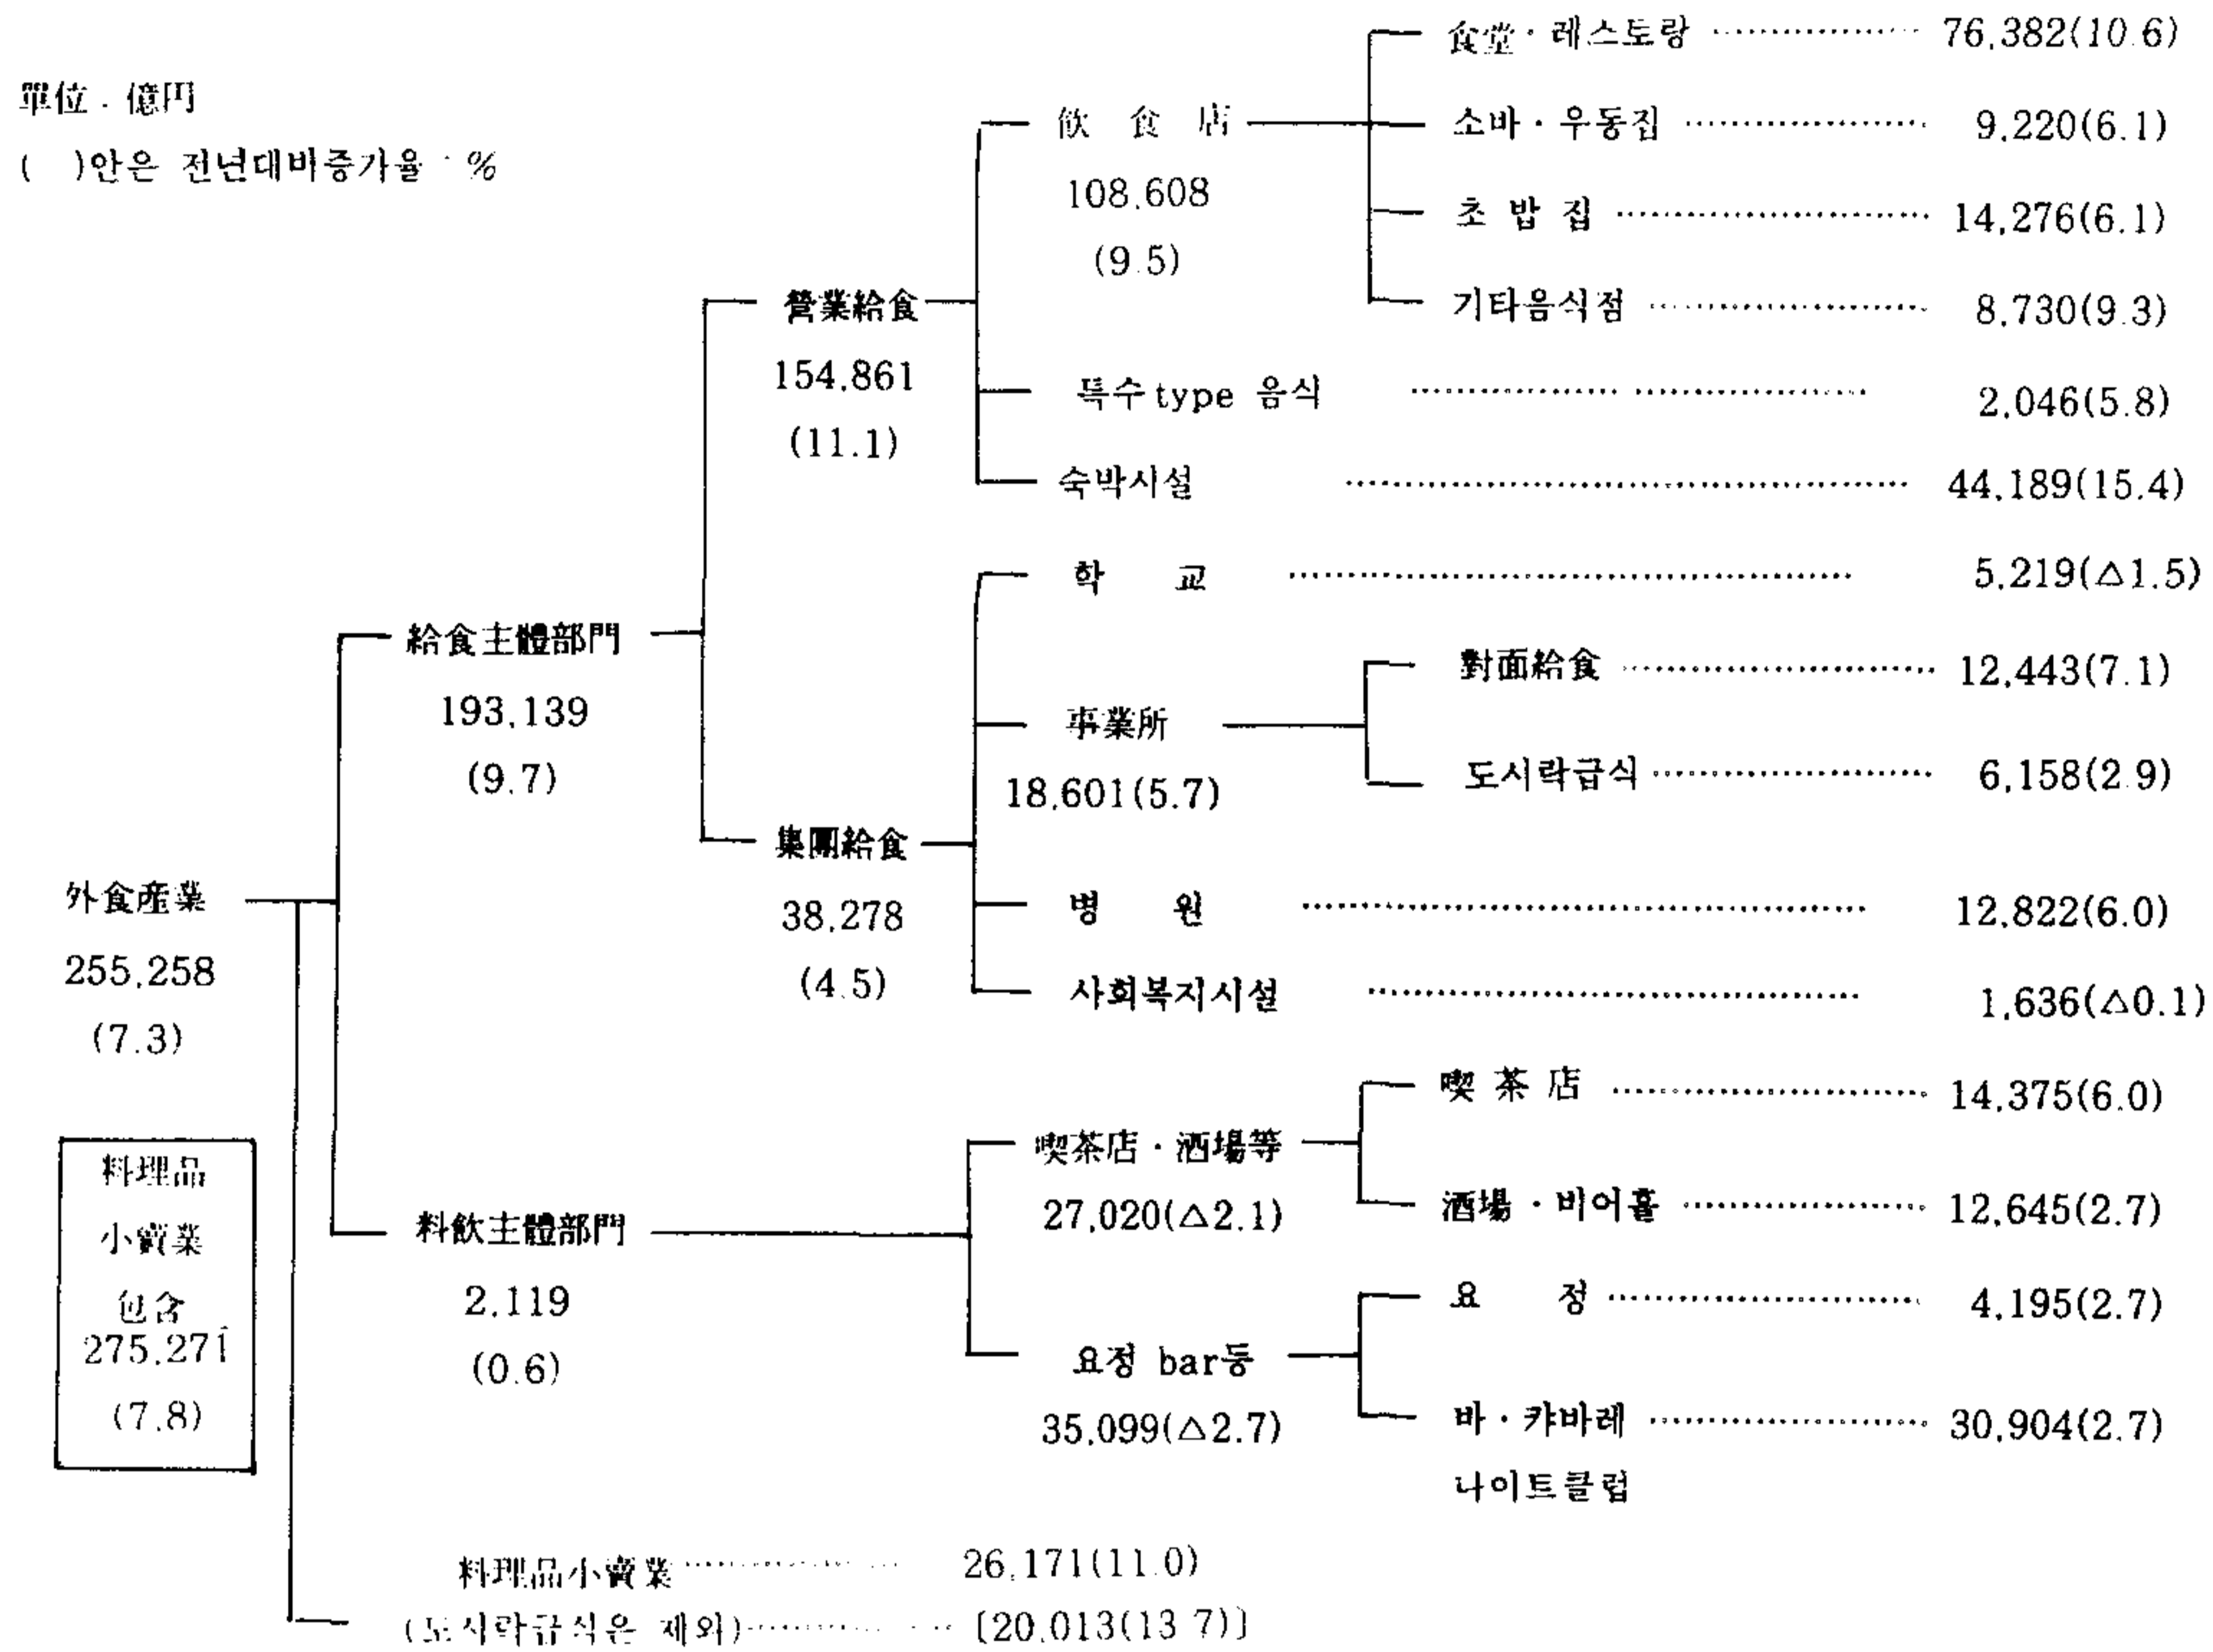 單位 : 億円
( )안은 전년대비증가율 : %
食堂·레스토랑 76,382(10.6)
飮食店 소바·우동집 9,220(6.1)
108,608 초밥집 14,276(6.1)
(9.5)
營業給食 기타음식점 8,730(9.3)
154,861 특수type 음식 2,046(5.8)
(11.1)
숙박시설 44,189(15.4)
학 교 5,219(△1.5)
給食主體部門 對面給食 12,443(7.1)
193,139 事業所
(9.7) 18,601(5.7) 도시락급식 6,158(2.9)
集團給食
38,278 병 원 12,822(6.0)
(4.5) 사회복지시설 1,636(△0.1)
外食産業
255,258
(7.3)
喫茶店 14,375(6.0)
喫茶店·酒場等
27,020(△2.1) 酒場·비어홀 12,645(2.7)
料飮主體部門
2,119
(0.6)
요 정 4,195(2.7)
요정 bar등
35,099(△2.7) 바·캬바레 30,904(2.7)
나이트클럽
料理品
小賣業
包含
275,271
(7.8)
料理品小賣業 26,171(11.0)
(도시락급식은 제외) [20,013(13.7)]